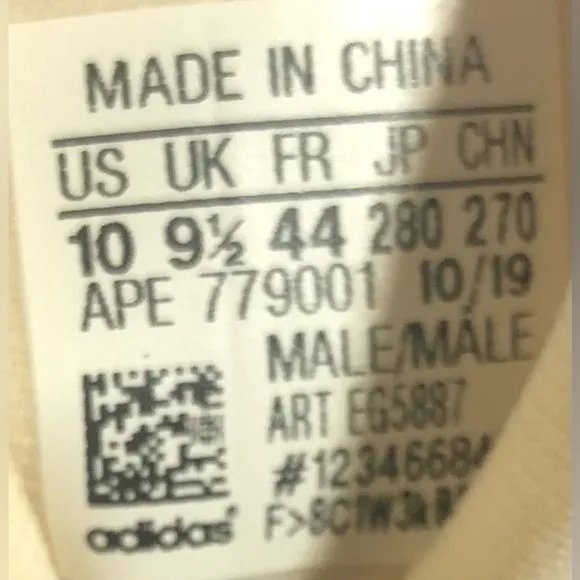 MADE IN CHINA
US UK FR JP CHN
10 9½ 44 280 270
APE 779001 10/19
MALE/MÂLE
ART EG5887
adidas